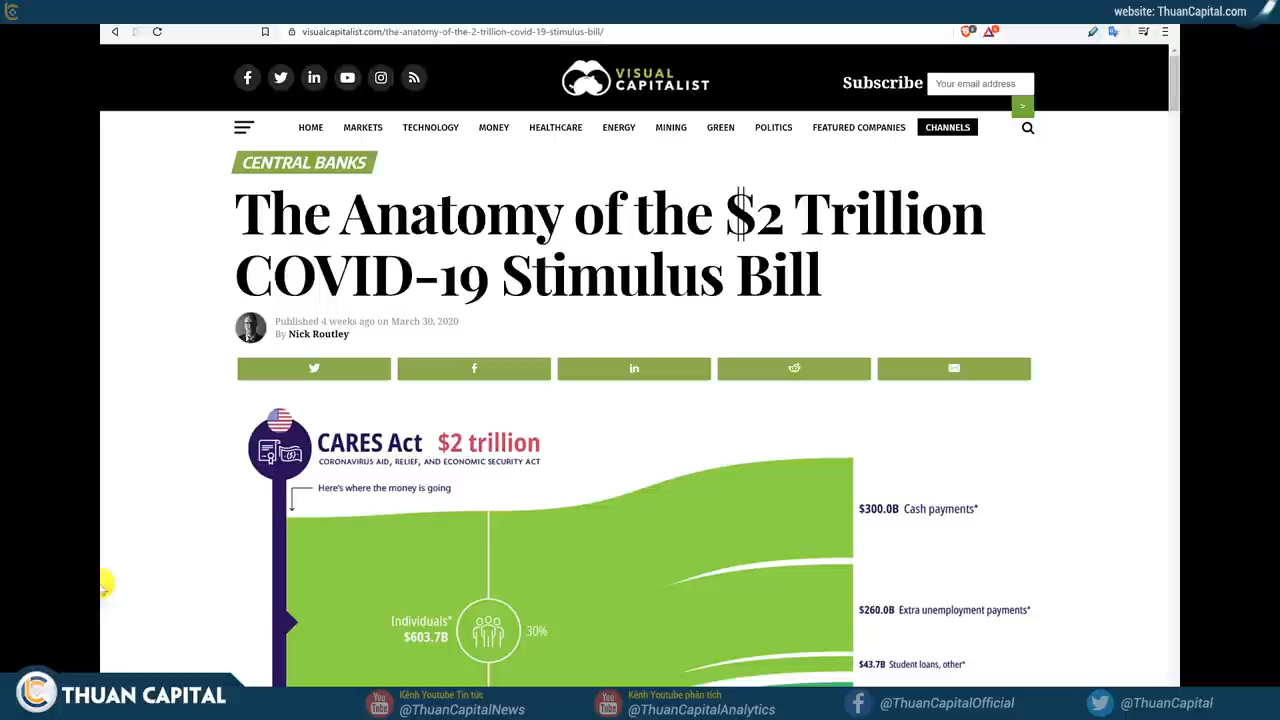 website: ThuanCapital.com
visualcapitalist.com/the-anatomy-of-the-2-trillion-covid-19-stimulus-bill/
VISUAL
CAPITALIST
Subscribe
Your email address
>
HOME MARKETS TECHNOLOGY MONEY HEALTHCARE ENERGY MINING GREEN POLITICS FEATURED COMPANIES CHANNELS
CENTRAL BANKS
The Anatomy of the $2 Trillion
COVID-19 Stimulus Bill
Published 4 weeks ago on March 30, 2020
By Nick Routley
CARES Act $2 trillion
CORONAVIRUS AID, RELIEF, AND ECONOMIC SECURITY ACT
Here's where the money is going
$300.0B Cash payments*
$260.0B Extra unemployment payments*
Individuals*
$603.7B
30%
$43.7B Student loans, other*
THUAN CAPITAL
Kênh Youtube Tin tức
@ThuanCapitalNews
Kênh Youtube phân tích
@ThuanCapitalAnalytics
@ThuanCapitalOfficial
@ThuanCapital